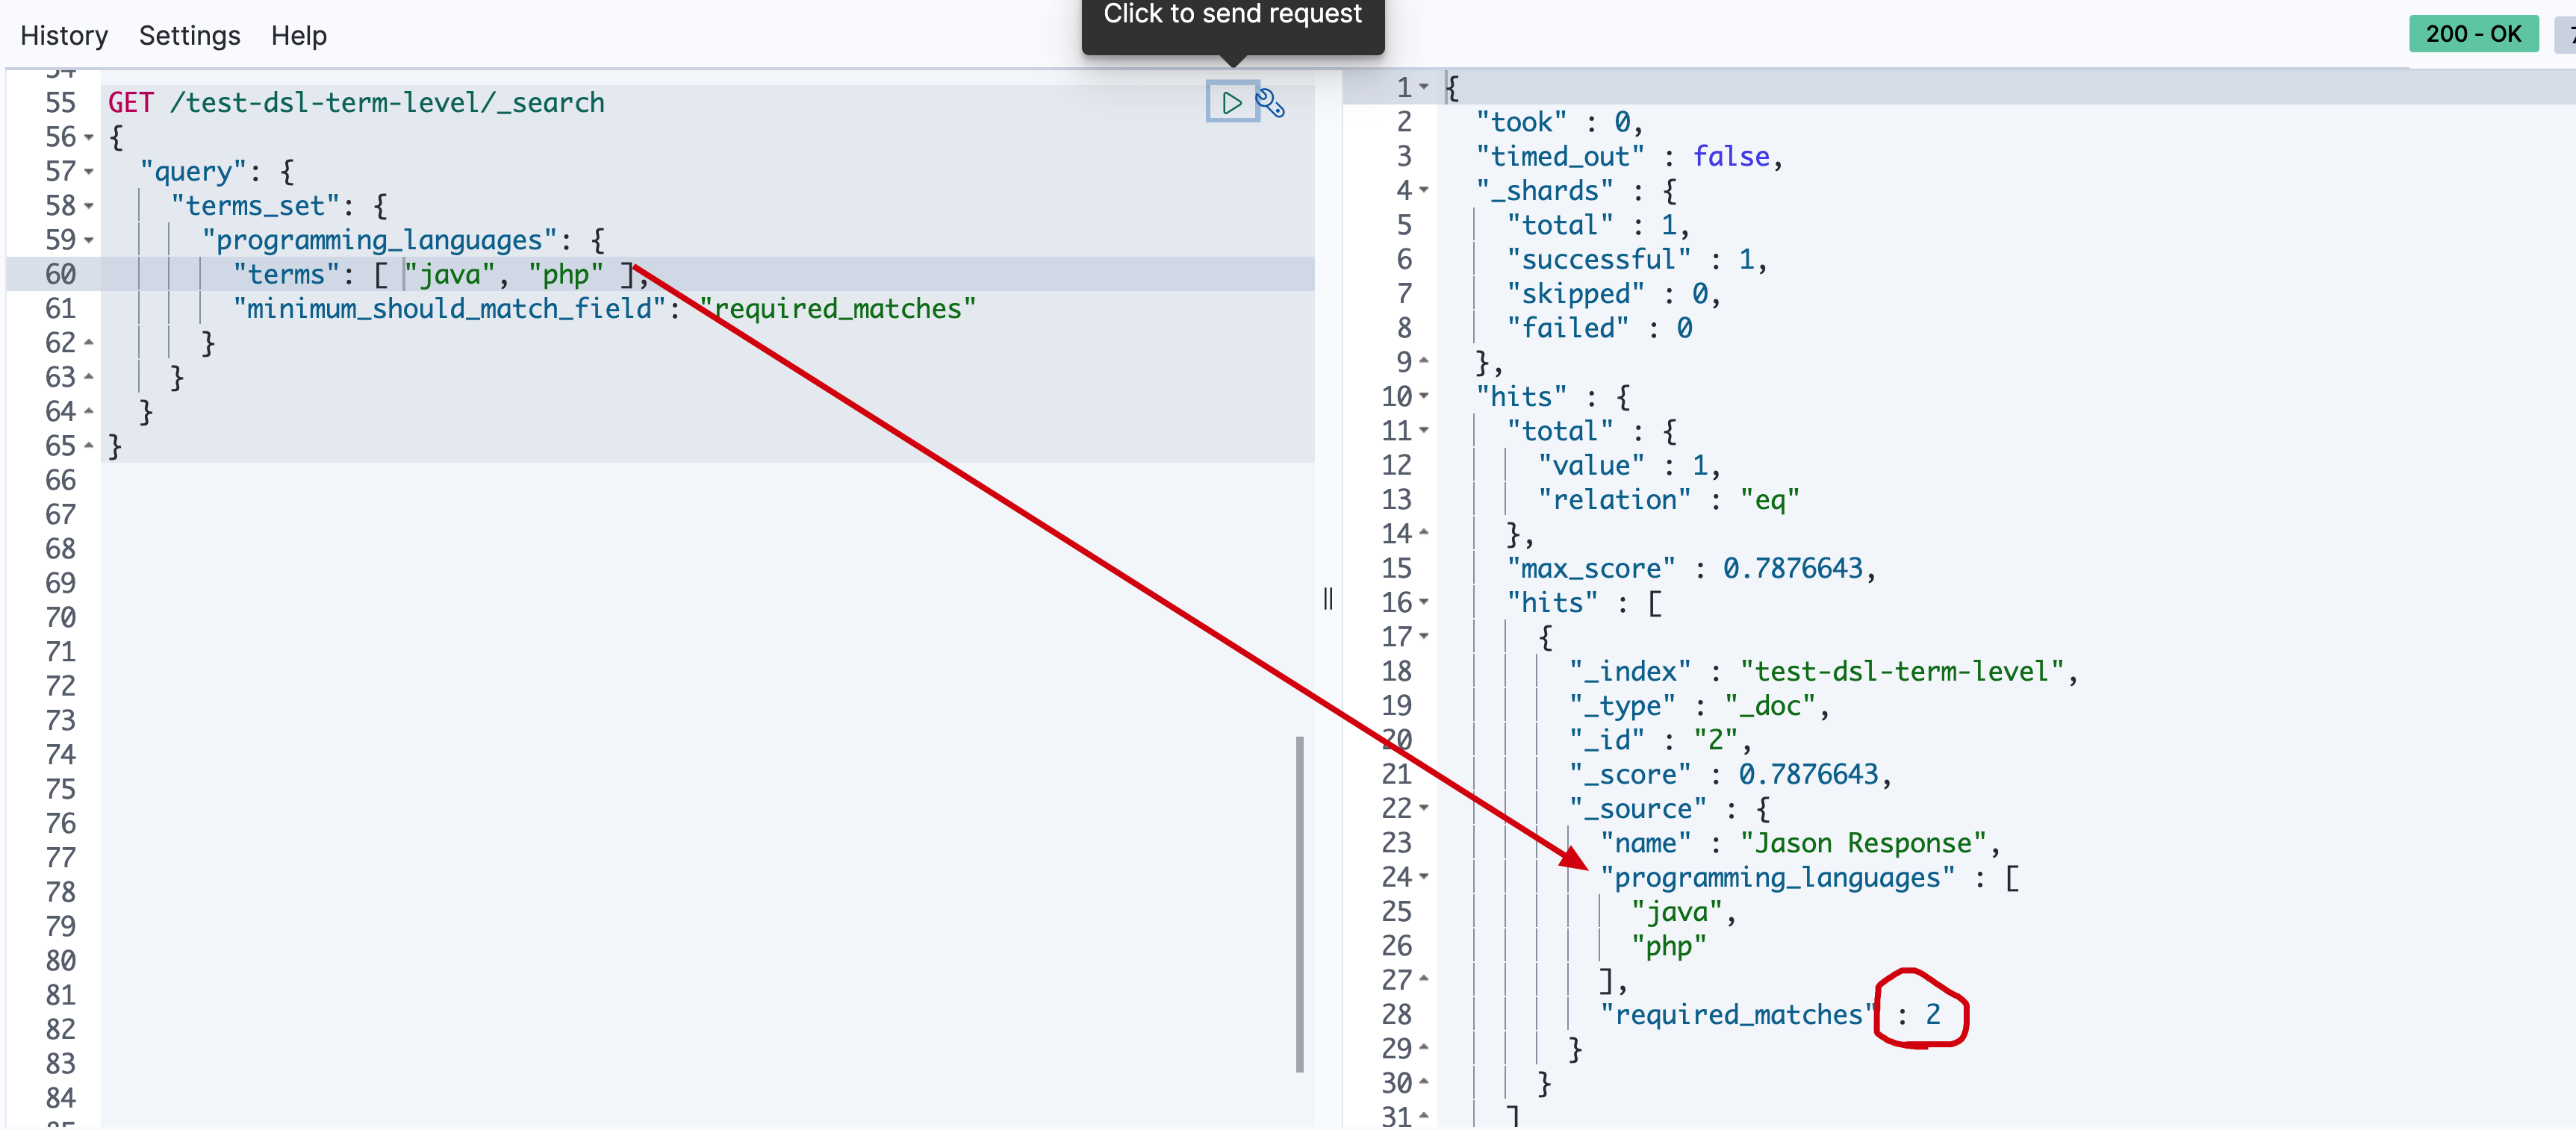 Click to send request
History Settings Help
200 - OK
54
55 GET /test-dsl-term-level/_search
56 {
57 "query": {
58 "terms_set": {
59 "programming_languages": {
60 "terms": [ "java", "php" ],
61 "minimum_should_match_field": "required_matches"
62 }
63 }
64 }
65 }
66
67
68
69
70
71
72
73
74
75
76
77
78
79
80
81
82
83
84
1 {
2 "took" : 0,
3 "timed_out" : false,
4 "_shards" : {
5 "total" : 1,
6 "successful" : 1,
7 "skipped" : 0,
8 "failed" : 0
9 },
10 "hits" : {
11 "total" : {
12 "value" : 1,
13 "relation" : "eq"
14 },
15 "max_score" : 0.7876643,
16 "hits" : [
17 {
18 "_index" : "test-dsl-term-level",
19 "_type" : "_doc",
20 "_id" : "2",
21 "_score" : 0.7876643,
22 "_source" : {
23 "name" : "Jason Response",
24 "programming_languages" : [
25 "java",
26 "php"
27 ],
28 "required_matches" : 2
29 }
30 }
31 ]